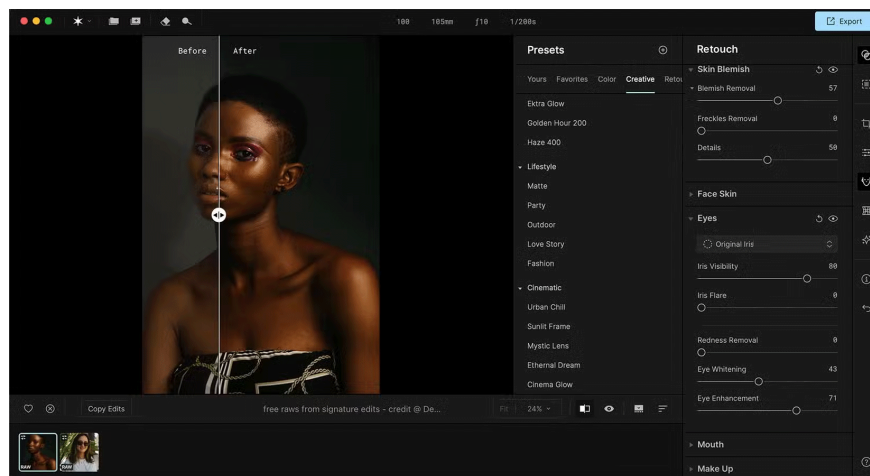 100 105mm ƒ10 1/200s
Export
Before After
Presets
Yours Favorites Color Creative Retou
Ektra Glow
Golden Hour 200
Haze 400
Lifestyle
Matte
Party
Outdoor
Love Story
Fashion
Cinematic
Urban Chill
Sunlit Frame
Mystic Lens
Ethernal Dream
Cinema Glow
Retouch
Skin Blemish
Blemish Removal 57
Freckles Removal 0
Details 50
Face Skin
Eyes
Original Iris
Iris Visibility 80
Iris Flare 0
Redness Removal 0
Eye Whitening 43
Eye Enhancement 71
Mouth
Make Up
Copy Edits
free raws from signature edits - credit @ De...
Fit 24%
RAW RAW